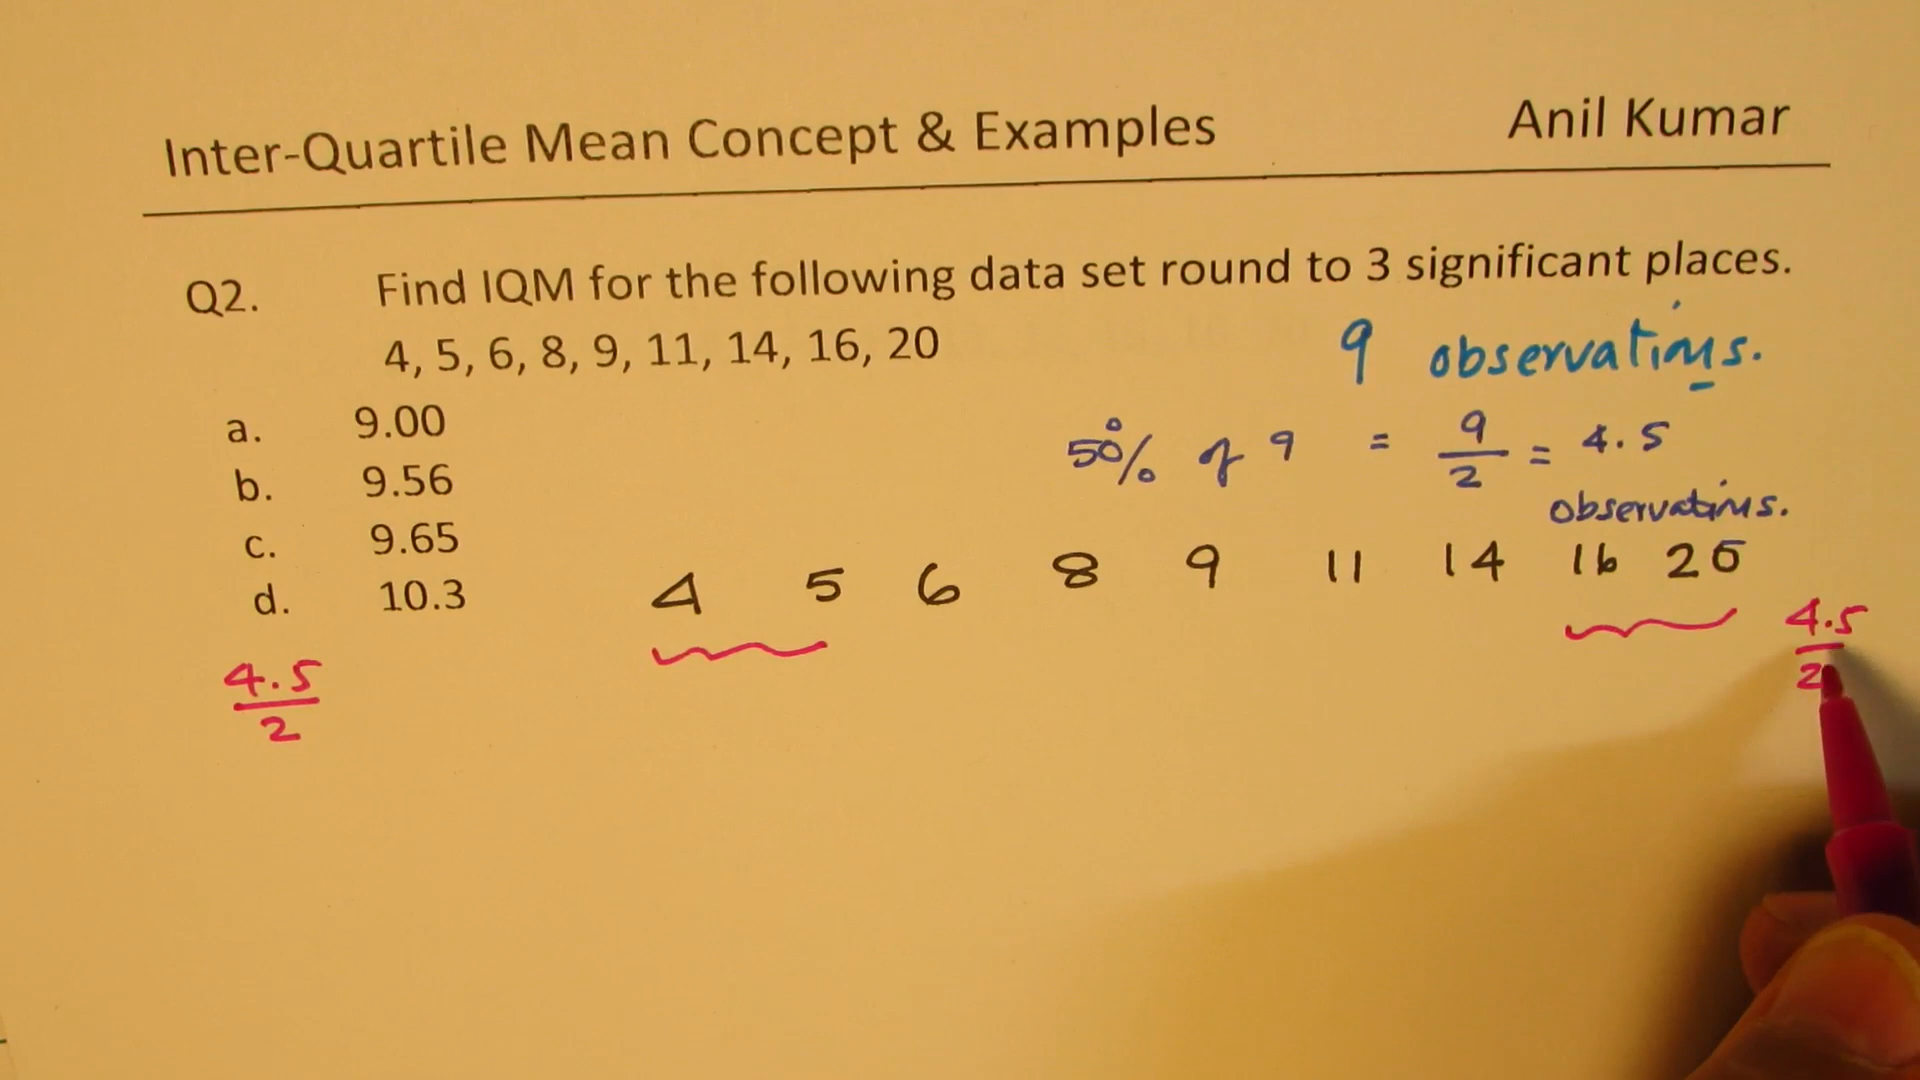 Inter-Quartile Mean Concept & Examples Anil Kumar
Q2. Find IQM for the following data set round to 3 significant places.
4, 5, 6, 8, 9, 11, 14, 16, 20
9 observations.
a. 9.00
50% of 9 = 9/2 = 4.5
b. 9.56
observations.
c. 9.65
4 5 6 8 9 11 14 16 20
d. 10.3
4.5/2
4.5/2